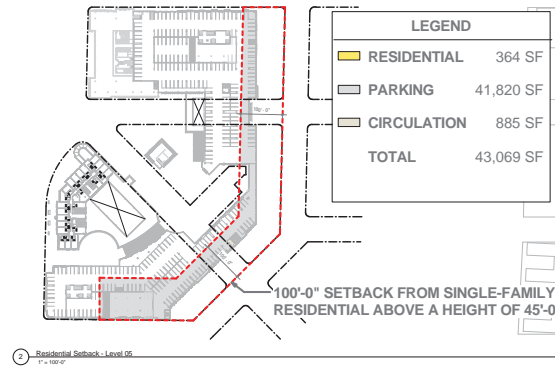 LEGEND
RESIDENTIAL 364 SF
PARKING 41,820 SF
CIRCULATION 885 SF
TOTAL 43,069 SF
100'-0" SETBACK FROM SINGLE-FAMILY
RESIDENTIAL ABOVE A HEIGHT OF 45'-0
2 Residential Setback - Level 05
1" = 100'-0"